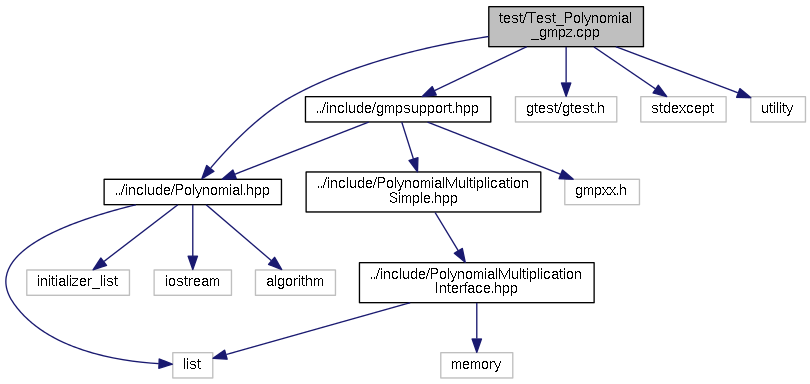 test/Test_Polynomial
_gmpz.cpp
../include/gmpsupport.hpp
gtest/gtest.h
stdexcept
utility
../include/Polynomial.hpp
../include/PolynomialMultiplication
Simple.hpp
gmpxx.h
initializer_list
iostream
algorithm
../include/PolynomialMultiplication
Interface.hpp
list
memory